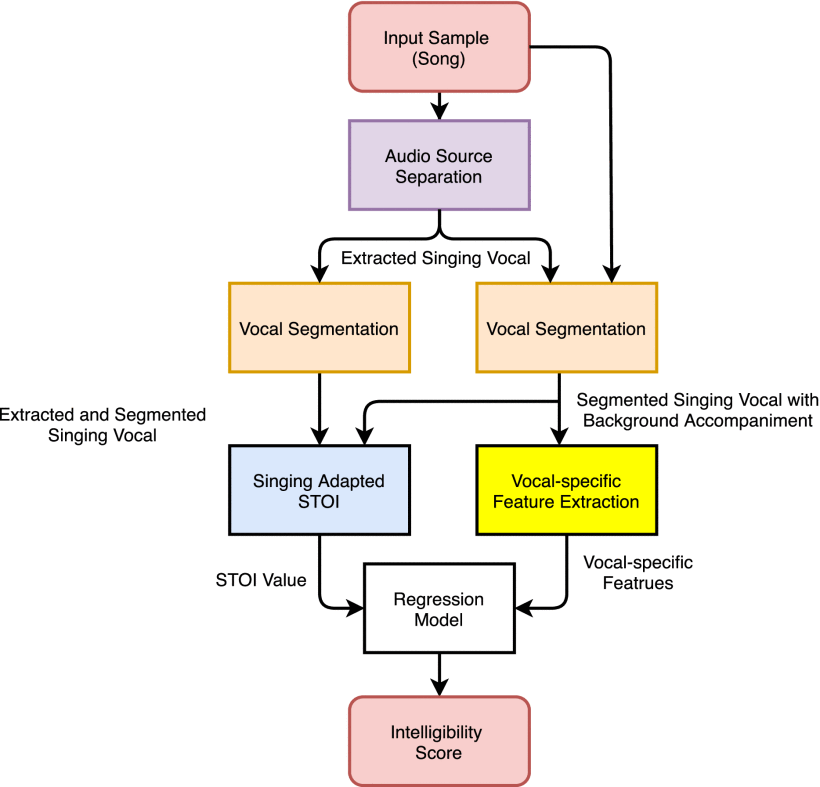 Input Sample
(Song)
Audio Source
Separation
Extracted Singing Vocal
Vocal Segmentation
Vocal Segmentation
Extracted and Segmented
Singing Vocal
Segmented Singing Vocal with
Background Accompaniment
Singing Adapted
STOI
Vocal-specific
Feature Extraction
STOI Value
Vocal-specific
Featrues
Regression
Model
Intelligibility
Score